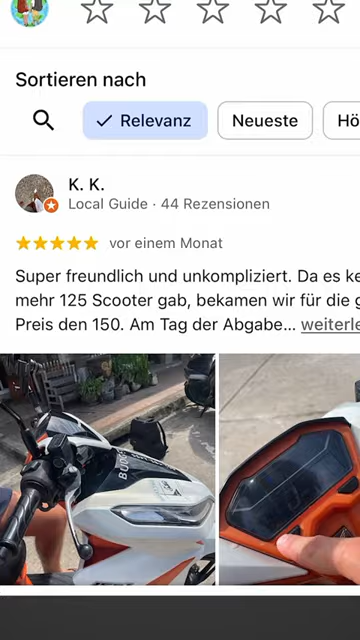 Sortieren nach
Relevanz
Neueste
Hö
K. K.
Local Guide · 44 Rezensionen
vor einem Monat
Super freundlich und unkompliziert. Da es ke
mehr 125 Scooter gab, bekamen wir für die g
Preis den 150. Am Tag der Abgabe... weiterle